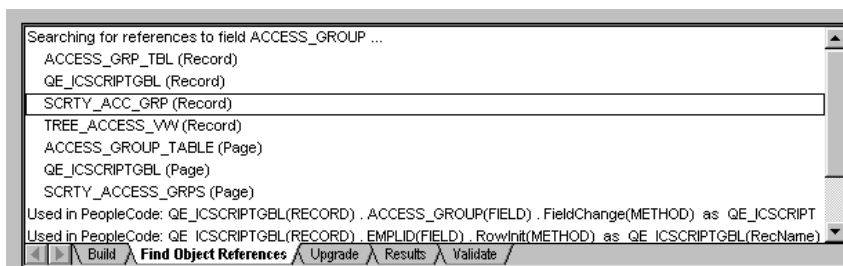 Searching for references to field ACCESS_GROUP ...
ACCESS_GRP_TBL (Record)
QE_ICSCRIPTGBL (Record)
SCRTY_ACC_GRP (Record)
TREE_ACCESS_VW (Record)
ACCESS_GROUP_TABLE (Page)
QE_ICSCRIPTGBL (Page)
SCRTY_ACCESS_GRPS (Page)
Used in PeopleCode: QE_ICSCRIPTGBL(RECORD) . ACCESS_GROUP(FIELD) . FieldChange(METHOD) as QE_ICSCRIPT
Used in PeopleCode: QE_ICSCRIPTGBL(RECORD) . EMPLID(FIELD) . RowInit(METHOD) as QE_ICSCRIPTGBL(RecName)
Build Find Object References Upgrade Results Validate